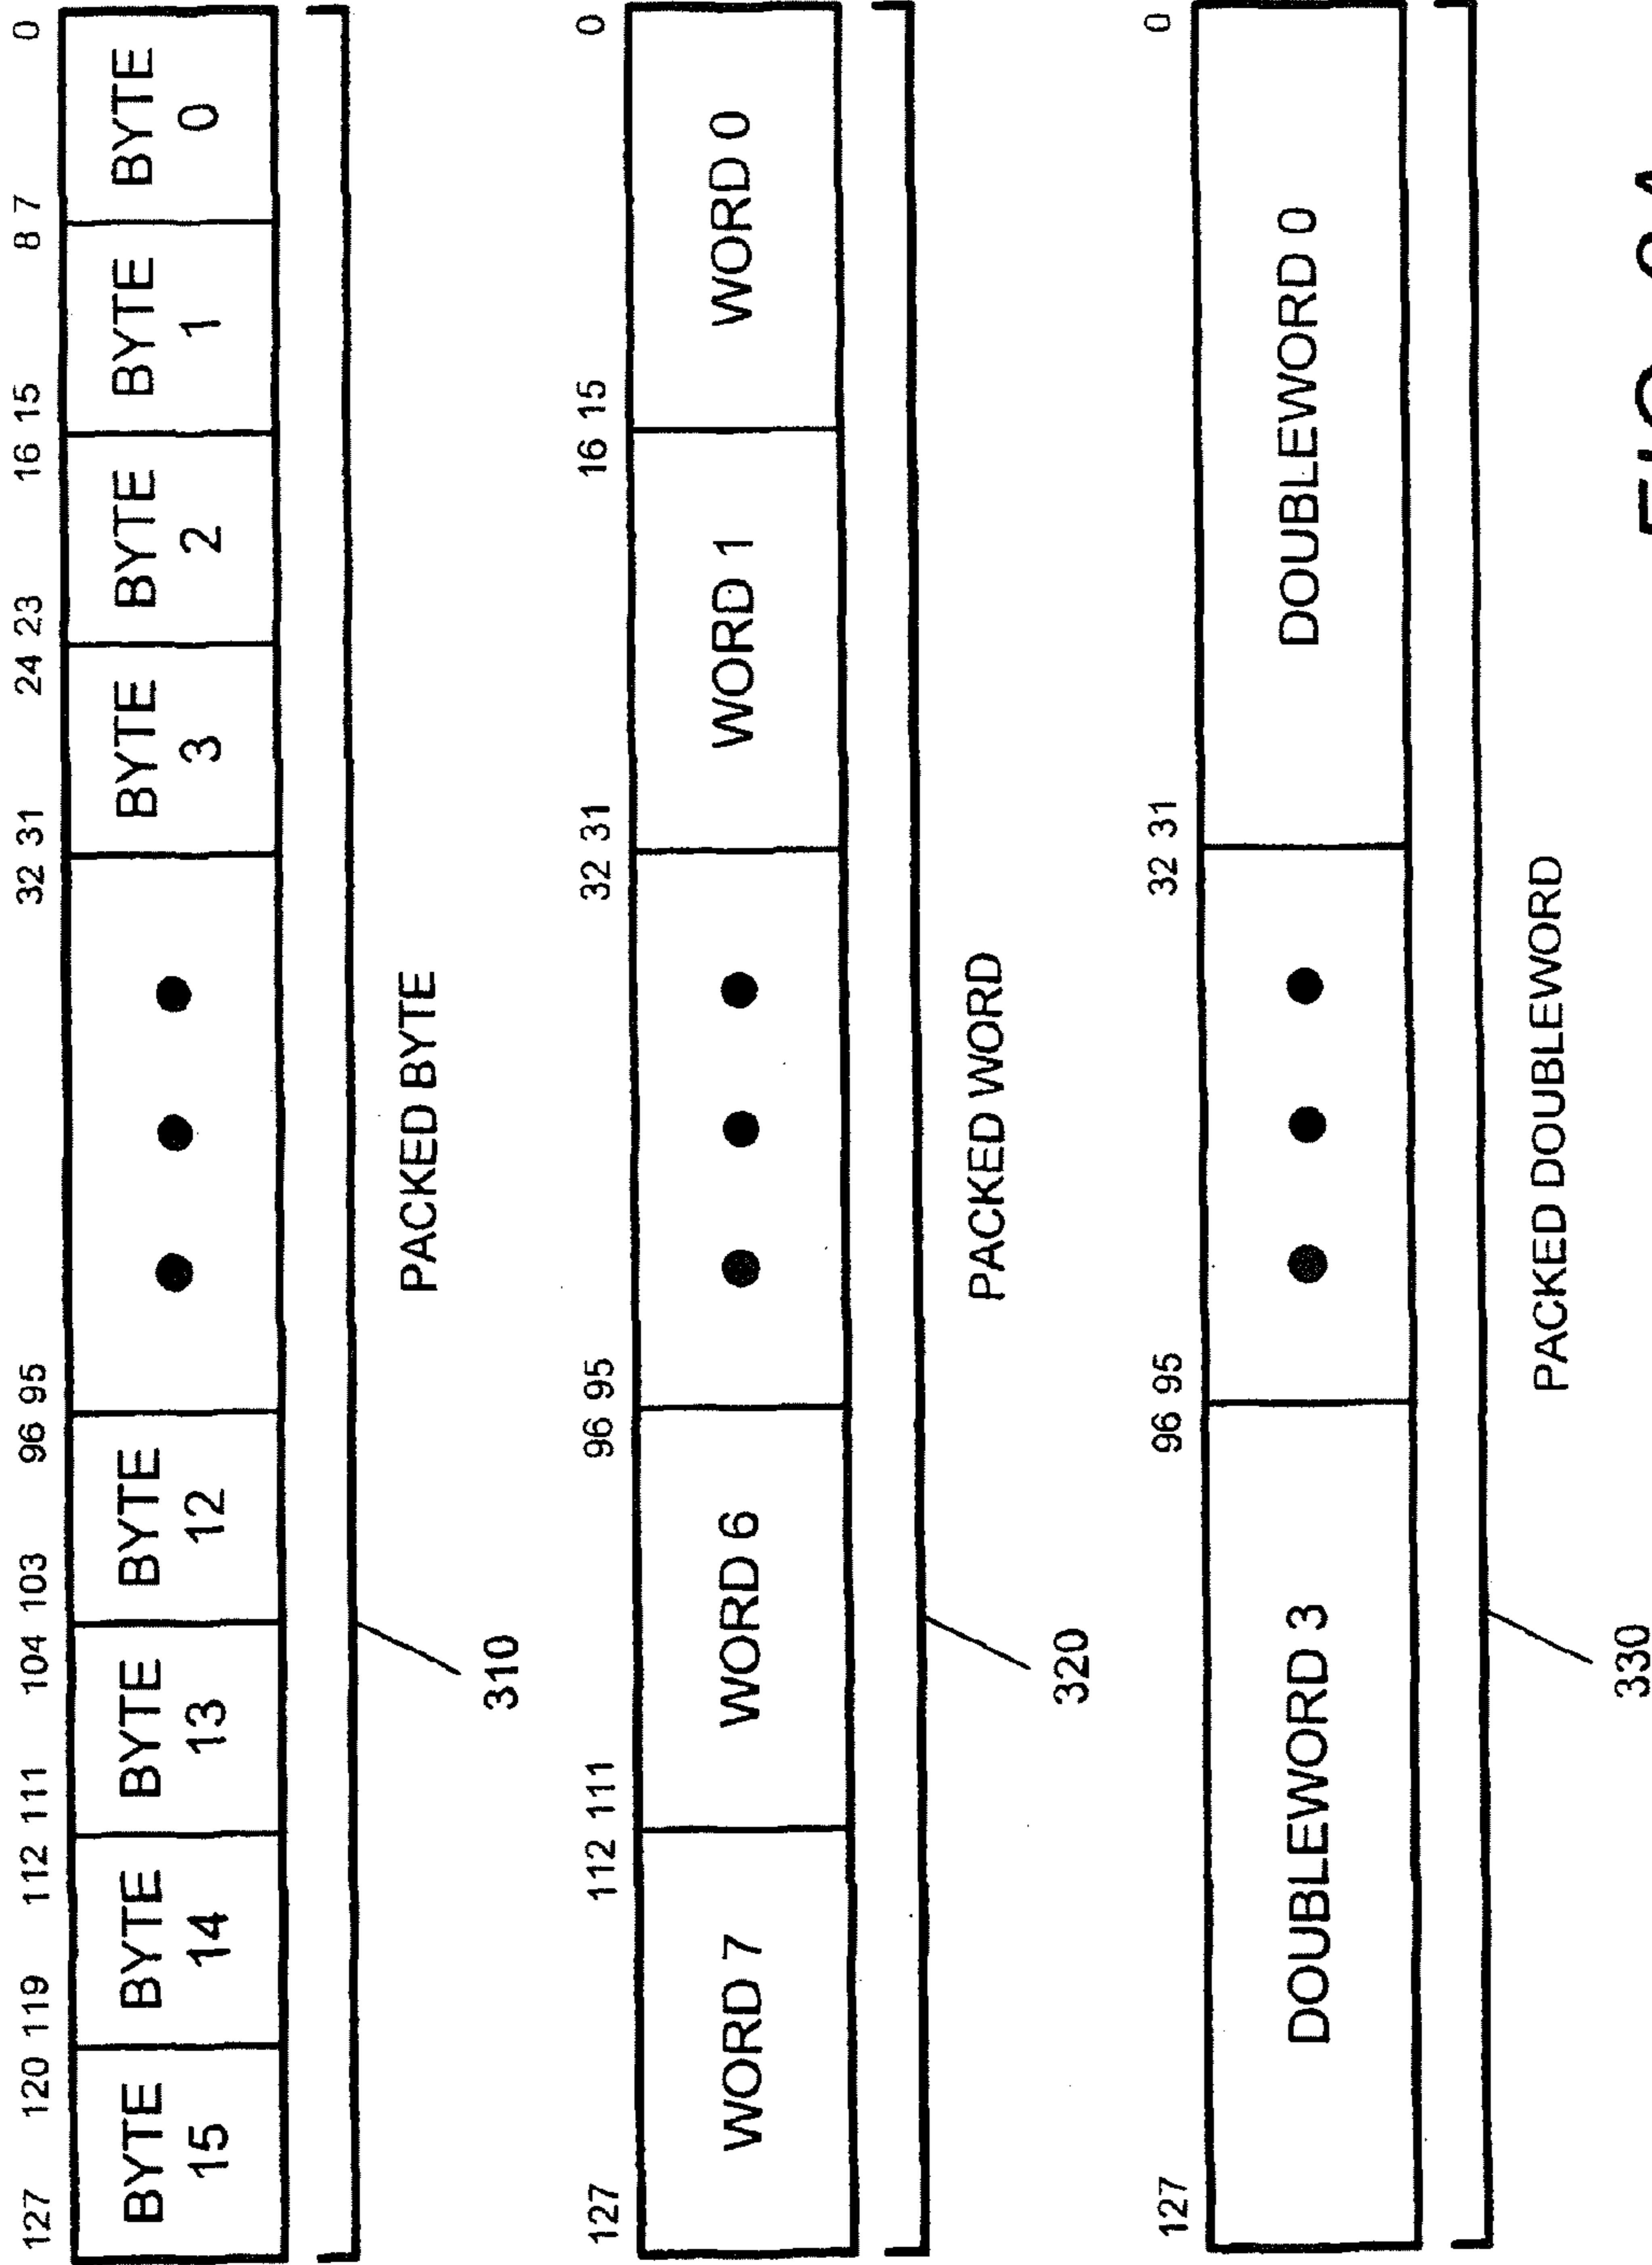 127 120 119 112 111 104 103 96 95 32 31 24 23 16 15 8 7 0
BYTE 15 BYTE 14 BYTE 13 BYTE 12 BYTE 3 BYTE 2 BYTE 1 BYTE 0
PACKED BYTE
310
127 112 111 96 95 32 31 16 15 0
WORD 7 WORD 6 WORD 1 WORD 0
PACKED WORD
320
127 96 95 32 31 0
DOUBLEWORD 3 DOUBLEWORD 0
PACKED DOUBLEWORD
330